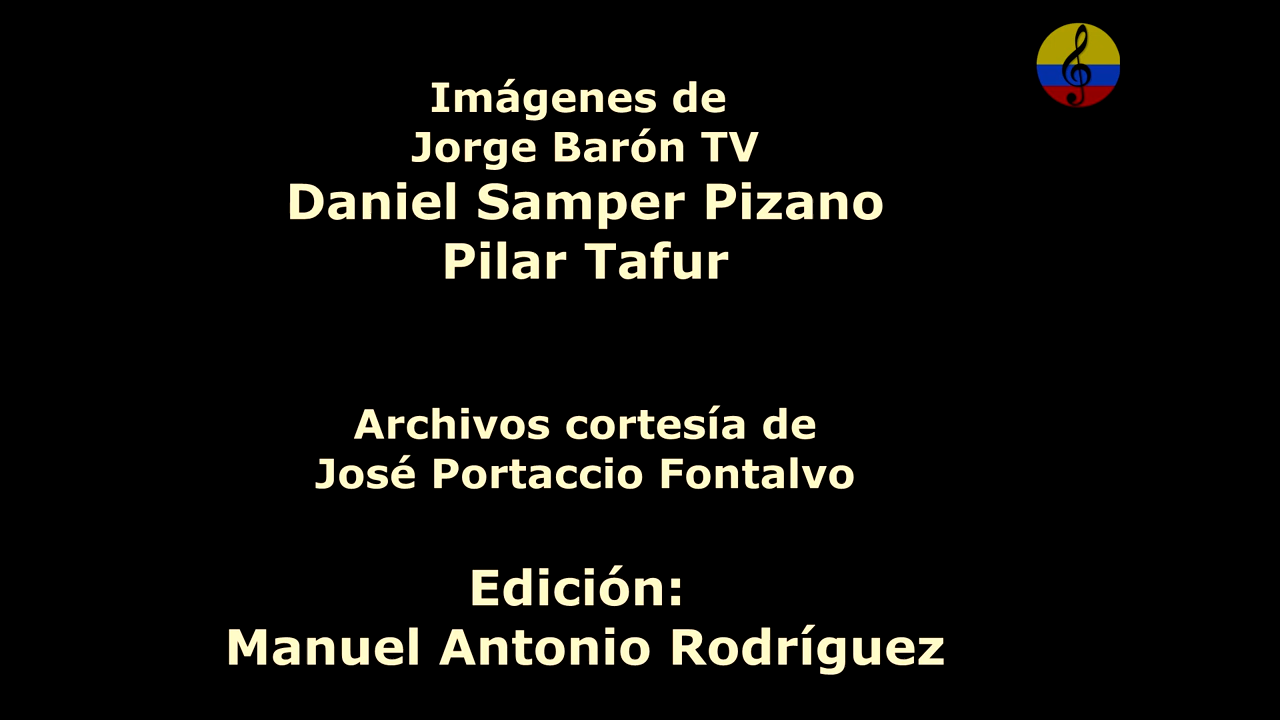 Imágenes de
Jorge Barón TV
Daniel Samper Pizano
Pilar Tafur
Archivos cortesía de
José Portaccio Fontalvo
Edición:
Manuel Antonio Rodríguez